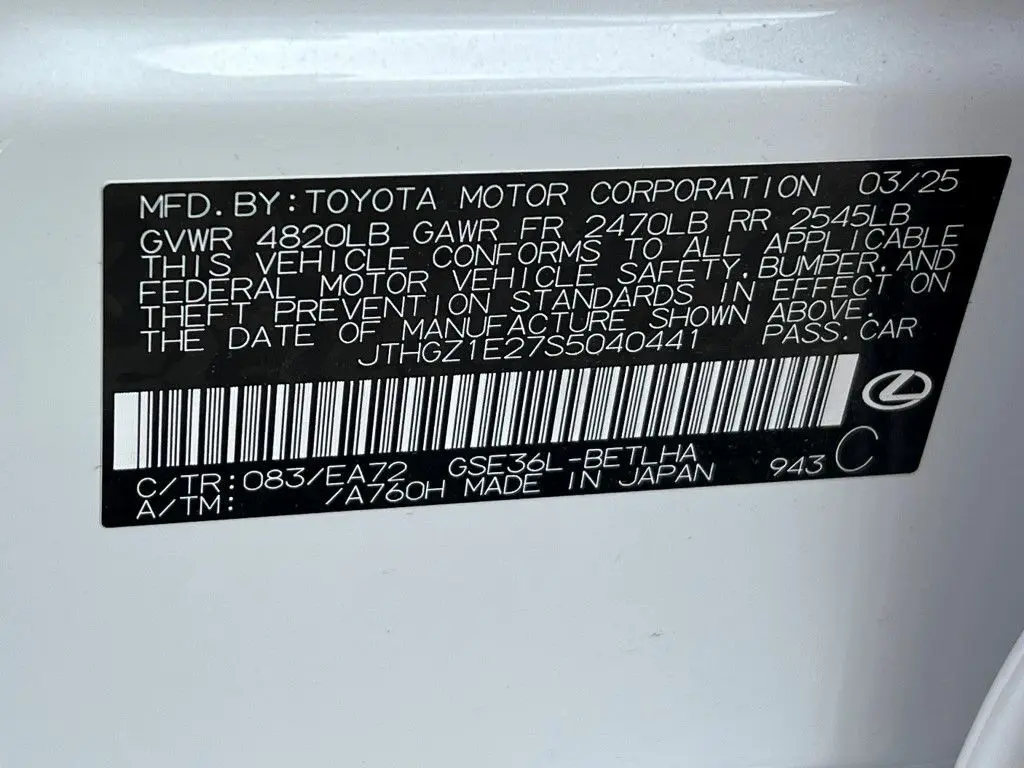 MFD. BY: TOYOTA MOTOR CORPORATION 03/25
GVWR 4820LB GAWR FR 2470LB RR 2545LB
THIS VEHICLE CONFORMS TO ALL APPLICABLE
FEDERAL MOTOR VEHICLE SAFETY, BUMPER, AND
THEFT PREVENTION STANDARDS IN EFFECT ON
THE DATE OF MANUFACTURE SHOWN ABOVE.
JTHGZ1E27S5040441 PASS. CAR
C/TR: 083/EA72 GSE36L-BETLHA 943 C
A/TM: /A760H MADE IN JAPAN